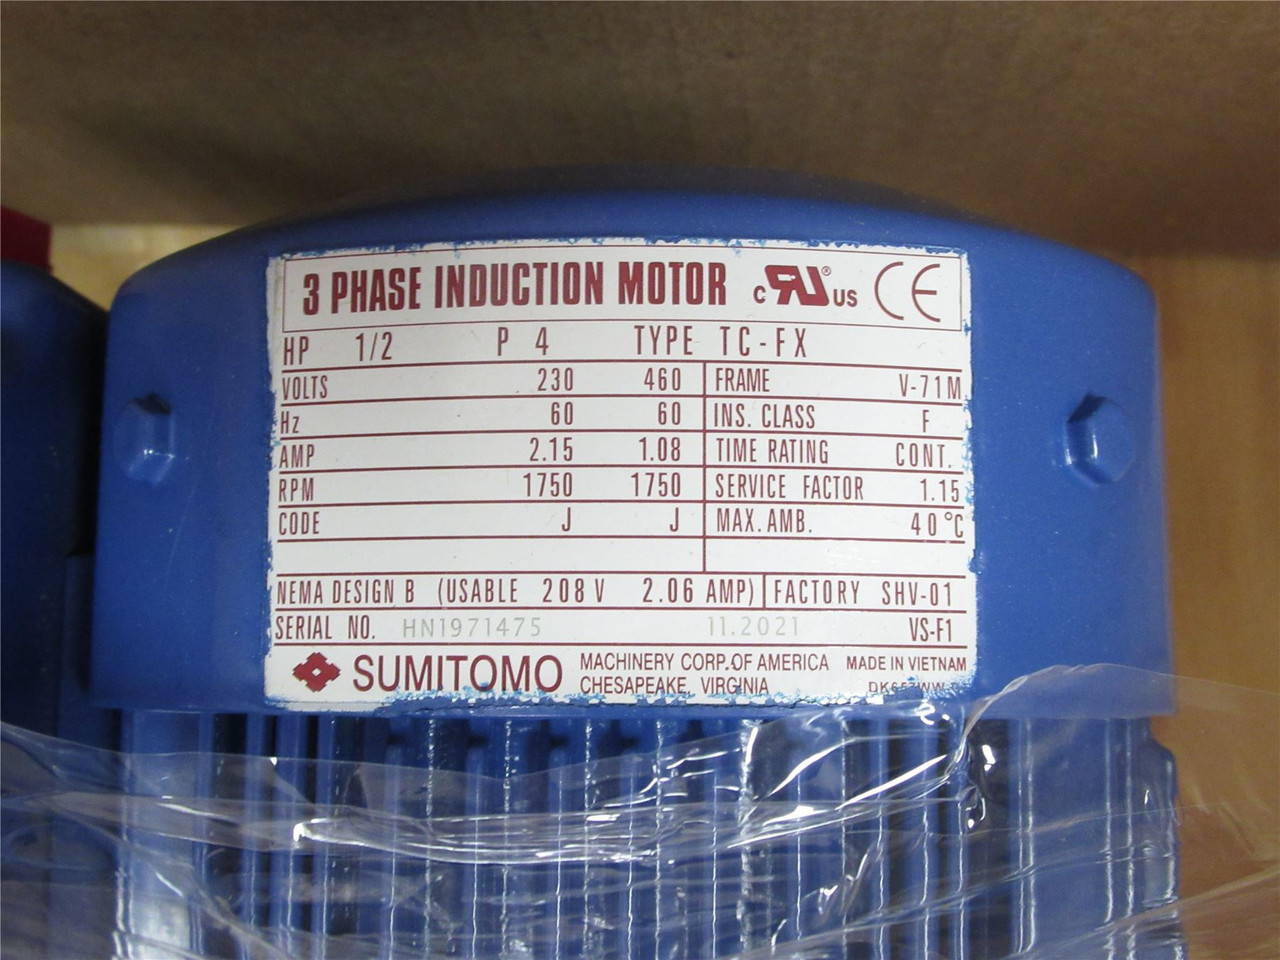 3 PHASE INDUCTION MOTOR c RU ® US CE
HP 1/2 P 4 TYPE TC-FX
VOLTS 230 460 FRAME V-71M
Hz 60 60 INS. CLASS F
AMP 2.15 1.08 TIME RATING CONT.
RPM 1750 1750 SERVICE FACTOR 1.15
CODE J J MAX. AMB. 40°C
NEMA DESIGN B (USABLE 208 V 2.06 AMP) FACTORY SHV-01
SERIAL NO. HN1971475 11.2021 VS-F1
SUMITOMO MACHINERY CORP. OF AMERICA MADE IN VIETNAM
CHESAPEAKE, VIRGINIA